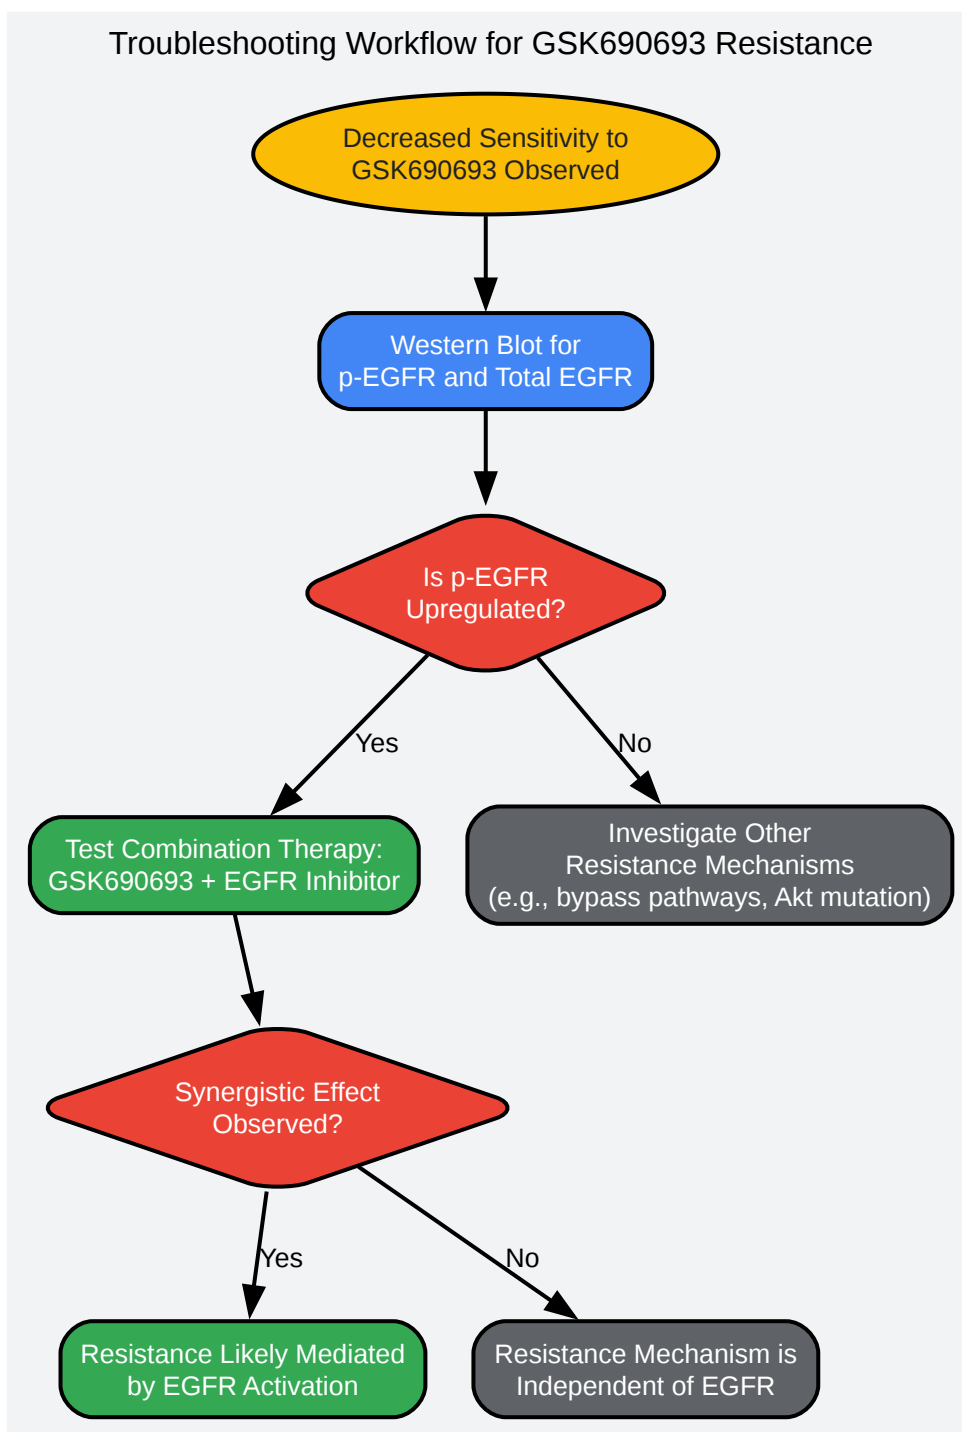 Troubleshooting Workflow for GSK690693 Resistance
Decreased Sensitivity to
GSK690693 Observed
Western Blot for
p-EGFR and Total EGFR
Is p-EGFR
Upregulated?
Yes
No
Test Combination Therapy:
GSK690693 + EGFR Inhibitor
Investigate Other
Resistance Mechanisms
(e.g., bypass pathways, Akt mutation)
Synergistic Effect
Observed?
Yes
No
Resistance Likely Mediated
by EGFR Activation
Resistance Mechanism is
Independent of EGFR